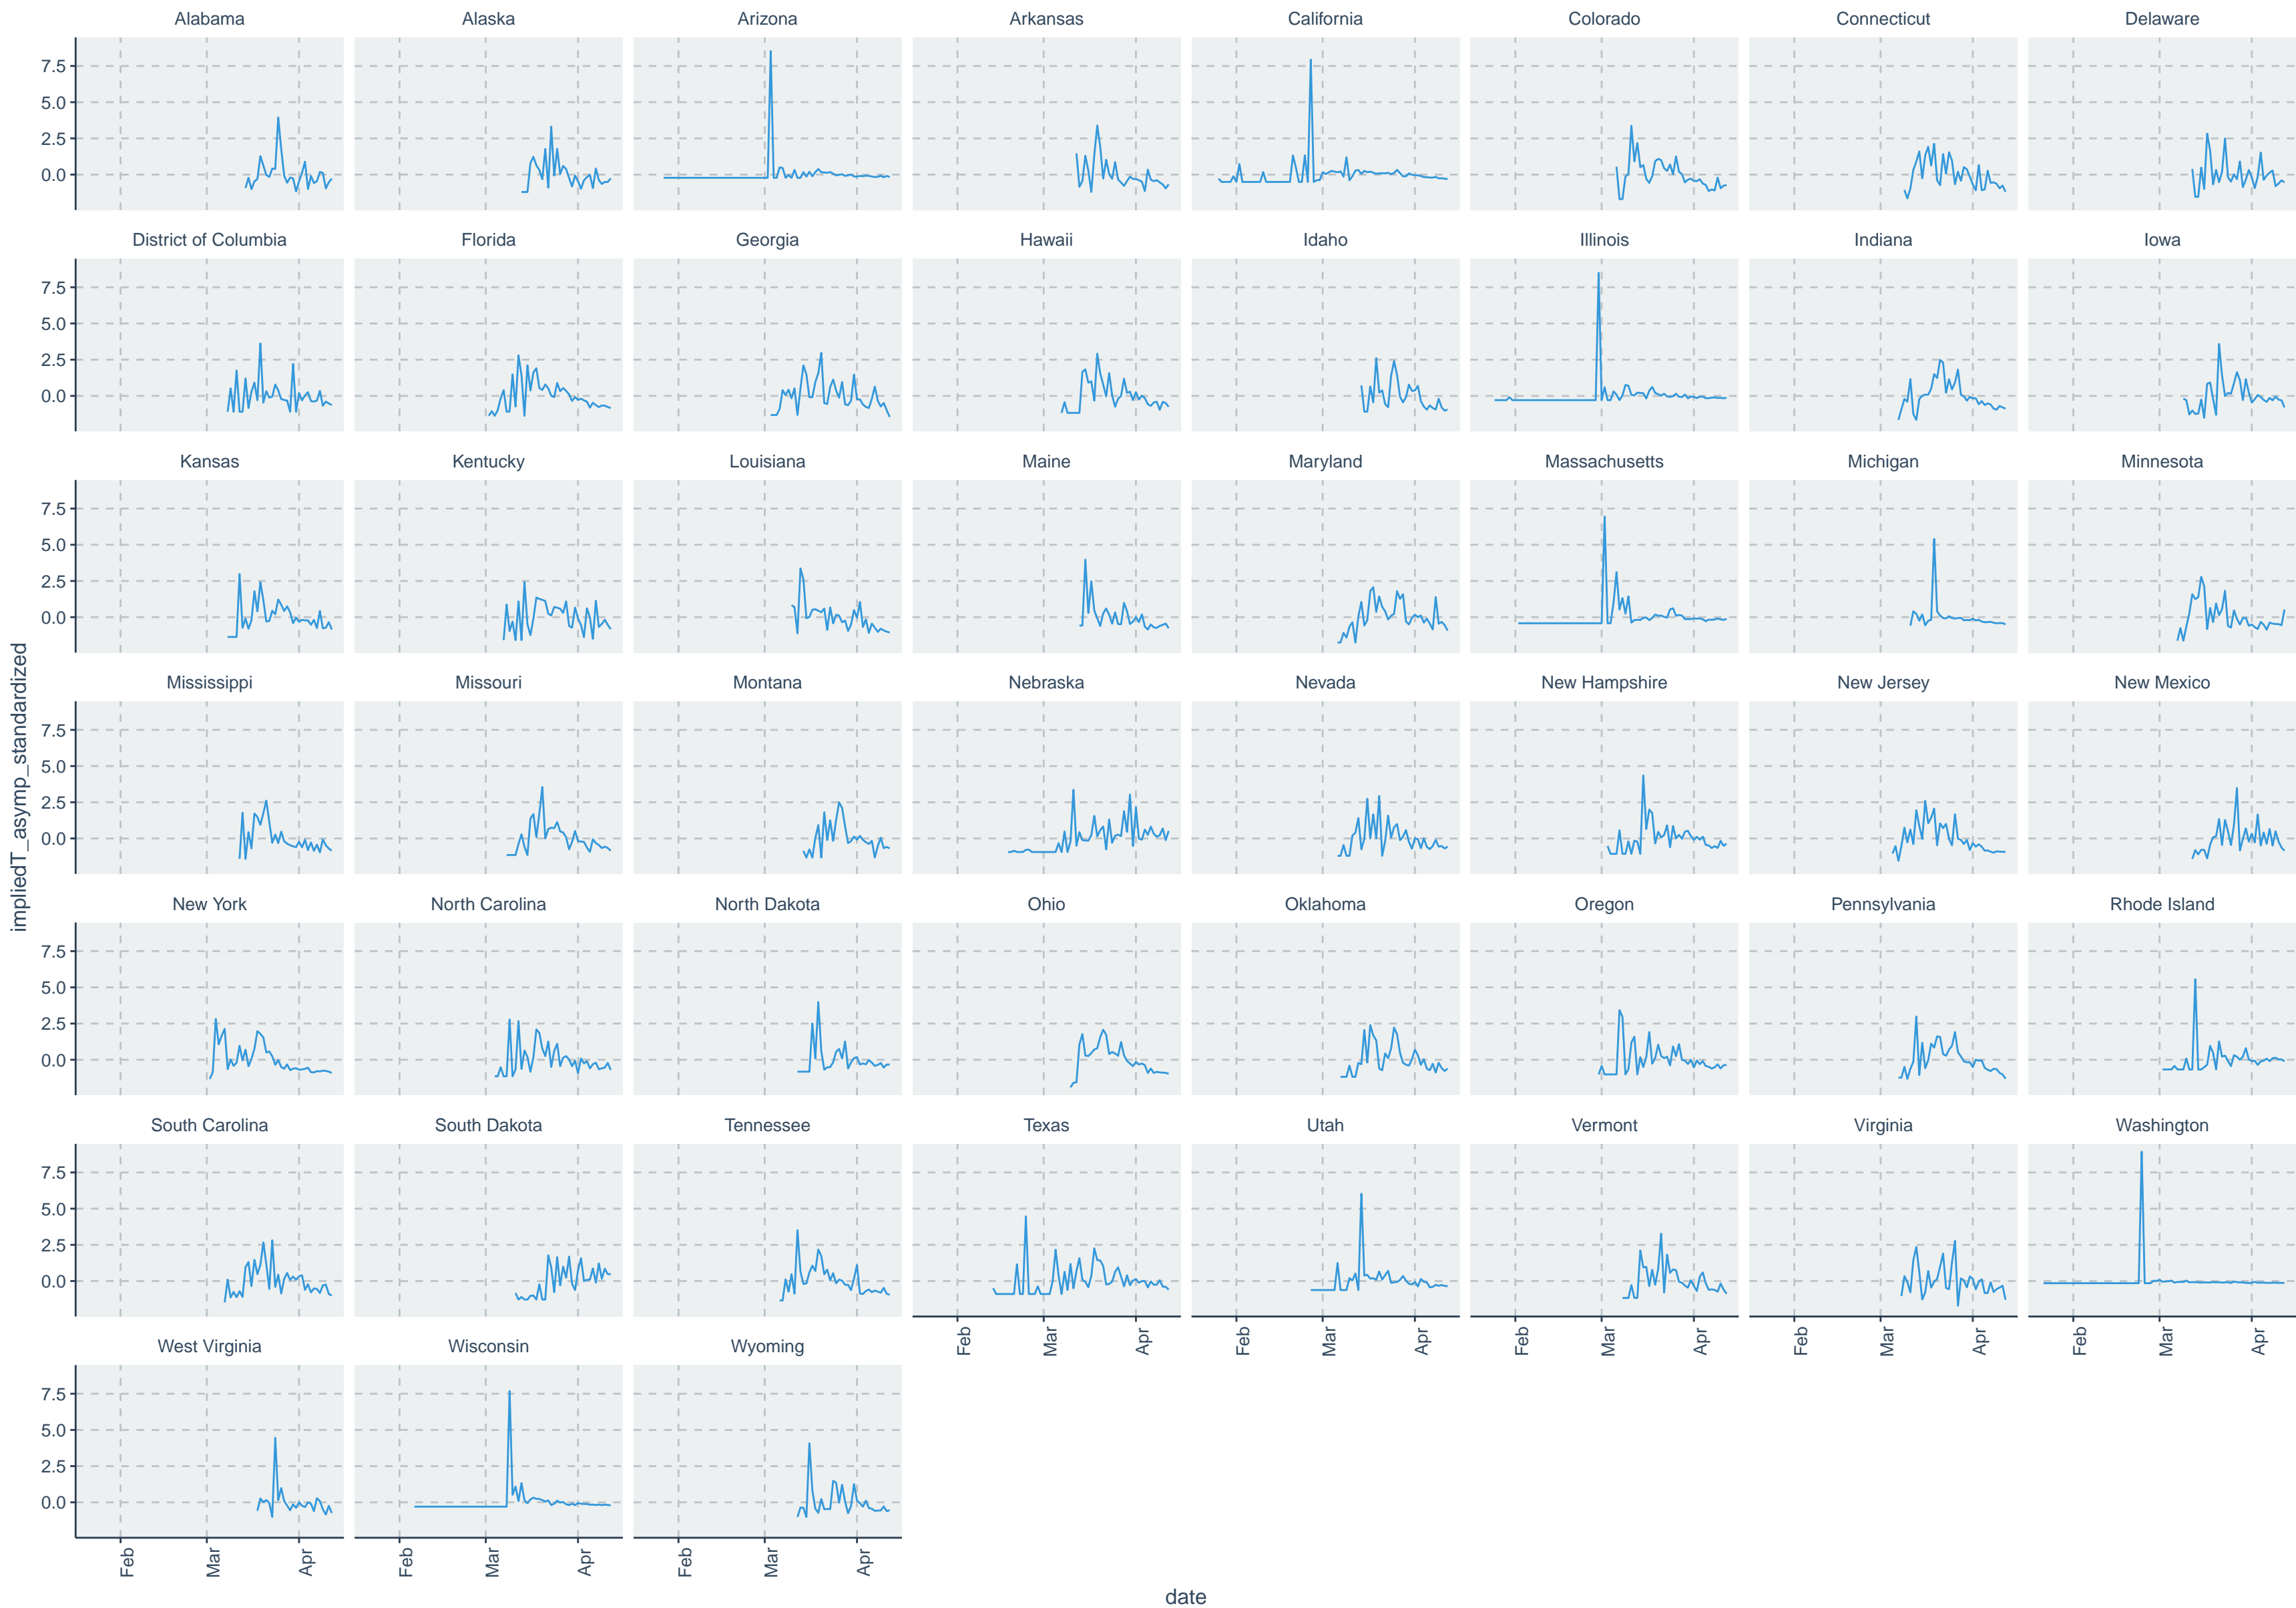 Alabama Alaska Arizona Arkansas California Colorado Connecticut Delaware
7.5
5.0
2.5
0.0
District of Columbia Florida Georgia Hawaii Idaho Illinois Indiana Iowa
7.5
5.0
2.5
0.0
Kansas Kentucky Louisiana Maine Maryland Massachusetts Michigan Minnesota
7.5
5.0
2.5
0.0
impliedT_asymp_standardized
Mississippi Missouri Montana Nebraska Nevada New Hampshire New Jersey New Mexico
7.5
5.0
2.5
0.0
New York North Carolina North Dakota Ohio Oklahoma Oregon Pennsylvania Rhode Island
7.5
5.0
2.5
0.0
South Carolina South Dakota Tennessee Texas Utah Vermont Virginia Washington
7.5
5.0
2.5
0.0
Feb Mar Apr Feb Mar Apr Feb Mar Apr Feb Mar Apr Feb Mar Apr
West Virginia Wisconsin Wyoming
7.5
5.0
2.5
0.0
Feb Mar Apr Feb Mar Apr Feb Mar Apr
date